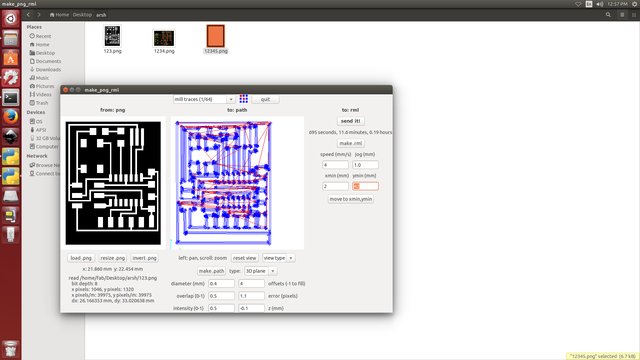 make_png_rml
12:57 PM
Home Desktop arsh
Places
Recent
Home
Desktop
Documents
Downloads
Music
Pictures
Videos
Trash
Devices
OS
AFSI
32 GB Volu
Computer
Network
Browse Ne
Connect to
123.png
1234.png
12345.png
make_png_rml
mill traces (1/64)
quit
from: png
to: path
to: rml
send it!
695 seconds, 11.6 minutes, 0.19 hours
make .rml
speed (mm/s) jog (mm)
4 1.0
xmin (mm) ymin (mm)
2
move to xmin,ymin
load .png resize .png invert .png
x: 21.860 mm y: 22.454 mm
read /home/fab/Desktop/arsh/123.png
bit depth: 8
x pixels: 1046, y pixels: 1320
x pixels/m: 39975, y pixels/m: 39975
dx: 26.166353 mm, dy: 33.020638 mm
left: pan, scroll: zoom reset view view type
make .path type: 3D plane
diameter (mm) 0.4 4 offsets (-1 to fill)
overlap (0-1) 0.5 1.1 error (pixels)
intensity (0-1) 0.5 -0.1 z (mm)
"12345.png" selected (6.7 kB)